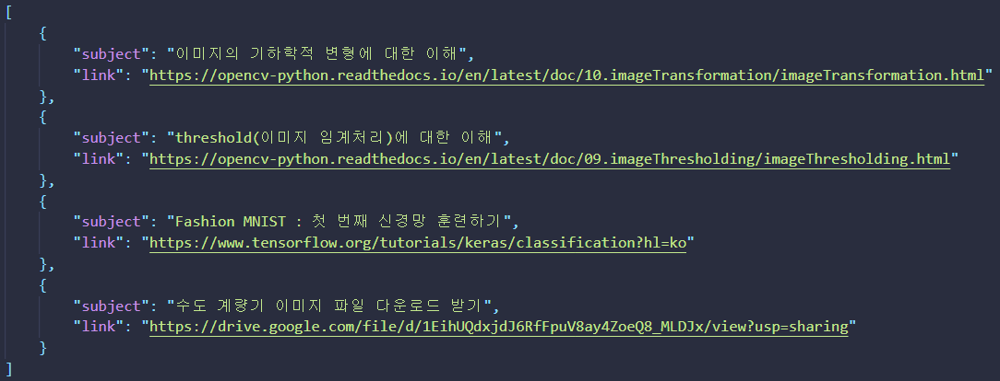 [
{
"subject": "이미지의 기하학적 변형에 대한 이해",
"link": "https://opencv-python.readthedocs.io/en/latest/doc/10.imageTransformation/imageTransformation.html"
},
{
"subject": "threshold(이미지 임계처리)에 대한 이해",
"link": "https://opencv-python.readthedocs.io/en/latest/doc/09.imageThresholding/imageThresholding.html"
},
{
"subject": "Fashion MNIST : 첫 번째 신경망 훈련하기",
"link": "https://www.tensorflow.org/tutorials/keras/classification?hl=ko"
},
{
"subject": "수도 계량기 이미지 파일 다운로드 받기",
"link": "https://drive.google.com/file/d/1EihUQdxjdJ6RfFpuV8ay4ZoeQ8_MLDJx/view?usp=sharing"
}
]